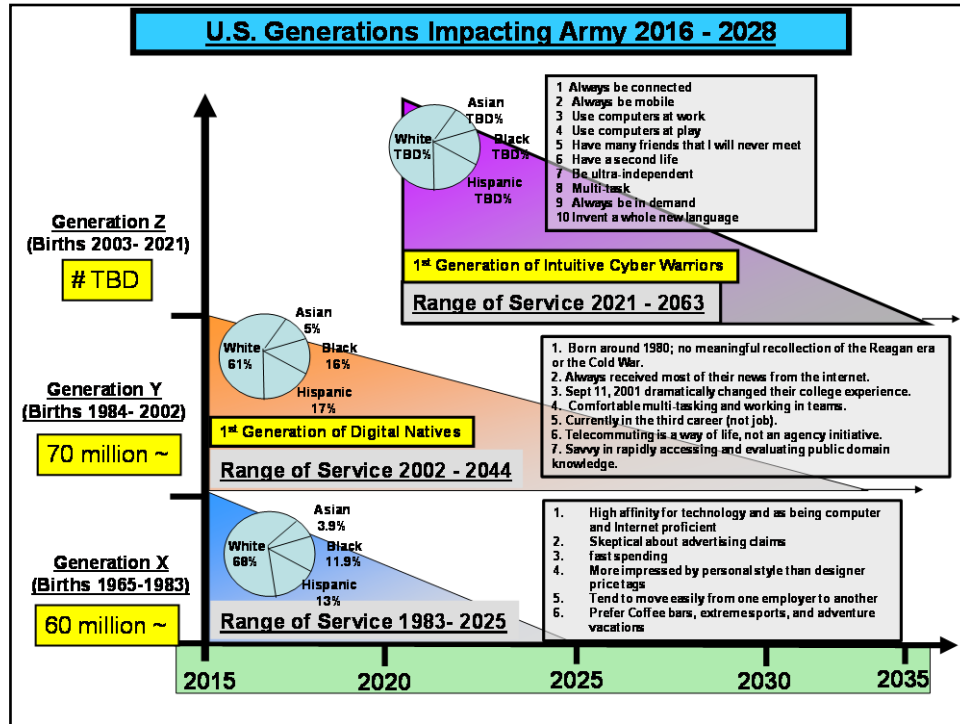 U.S. Generations Impacting Army 2016 - 2028
Generation Z
(Births 2003- 2021)
# TBD
Asian
TBD%
White
TBD%
Black
TBD%
Hispanic
TBD%
1 Always be connected
2 Always be mobile
3 Use computers at work
4 Use computers at play
5 Have many friends that I will never meet
6 Have a second life
7 Be ultra-independent
8 Multi-task
9 Always be in demand
10 Invent a whole new language
1st Generation of Intuitive Cyber Warriors
Range of Service 2021 - 2063
Generation Y
(Births 1984- 2002)
70 million ~
Asian
5%
White
61%
Black
16%
Hispanic
17%
1st Generation of Digital Natives
Range of Service 2002 - 2044
1. Born around 1980; no meaningful recollection of the Reagan era
or the Cold War.
2. Always received most of their news from the internet.
3. Sept 11, 2001 dramatically changed their college experience.
4. Comfortable multi-tasking and working in teams.
5. Currently in the third career (not job).
6. Telecommuting is a way of life, not an agency initiative.
7. Savvy in rapidly accessing and evaluating public domain
knowledge.
Generation X
(Births 1965-1983)
60 million ~
Asian
3.9%
White
Black
11.9%
Hispanic
13%
Range of Service 1983- 2025
1. High affinity for technology and as being computer
and Internet proficient
2. Skeptical about advertising claims
3. fast spending
4. More impressed by personal style than designer
price tags
5. Tend to move easily from one employer to another
6. Prefer Coffee bars, extreme sports, and adventure
vacations
2015
2020
2025
2030
2035